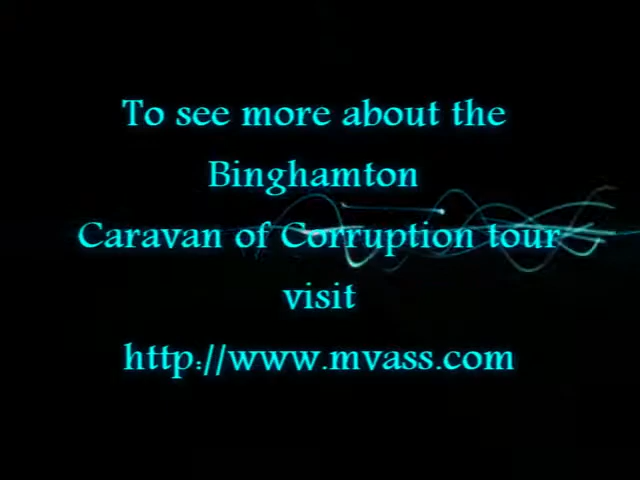 To see more about the
Binghamton
Caravan of Corruption tour
visit
http://www.mvass.com